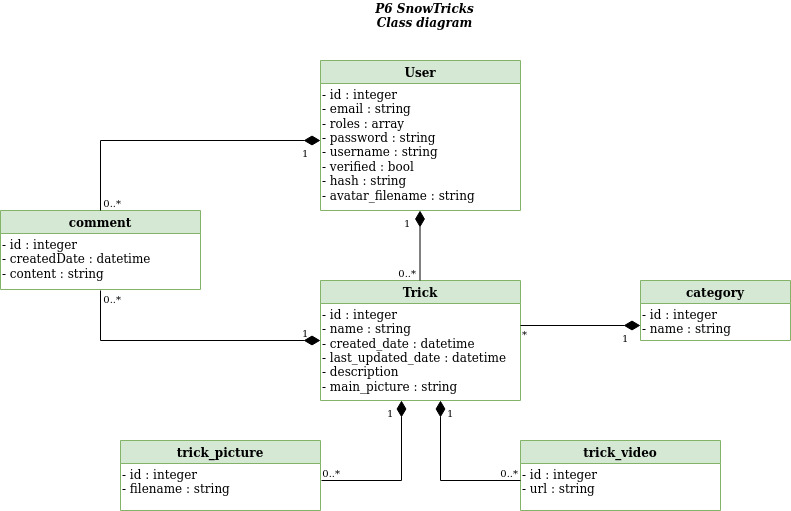 P6 SnowTricks
Class diagram
User
- id : integer
- email : string
- roles : array
- password : string
- username : string
- verified : bool
- hash : string
- avatar_filename : string
1
0..*
comment
- id : integer
- createdDate : datetime
- content : string
1
0..*
0..*
1
Trick
- id : integer
- name : string
- created_date : datetime
- last_updated_date : datetime
- description
- main_picture : string
category
- id : integer
- name : string
*
1
1
1
trick_picture
- id : integer
- filename : string
0..*
0..*
trick_video
- id : integer
- url : string